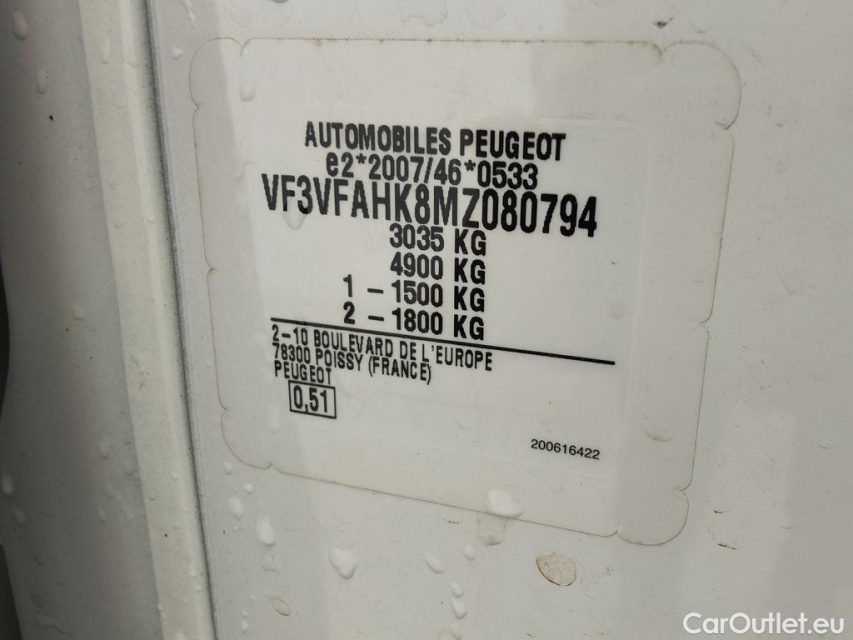 AUTOMOBILES PEUGEOT
e2*2007/46*0533
VF3VFAHK8MZ080794
3035 KG
4900 KG
1 – 1500 KG
2 – 1800 KG
2–10 BOULEVARD DE L'EUROPE
78300 POISSY (FRANCE)
PEUGEOT
0,51
200616422
CarOutlet.eu